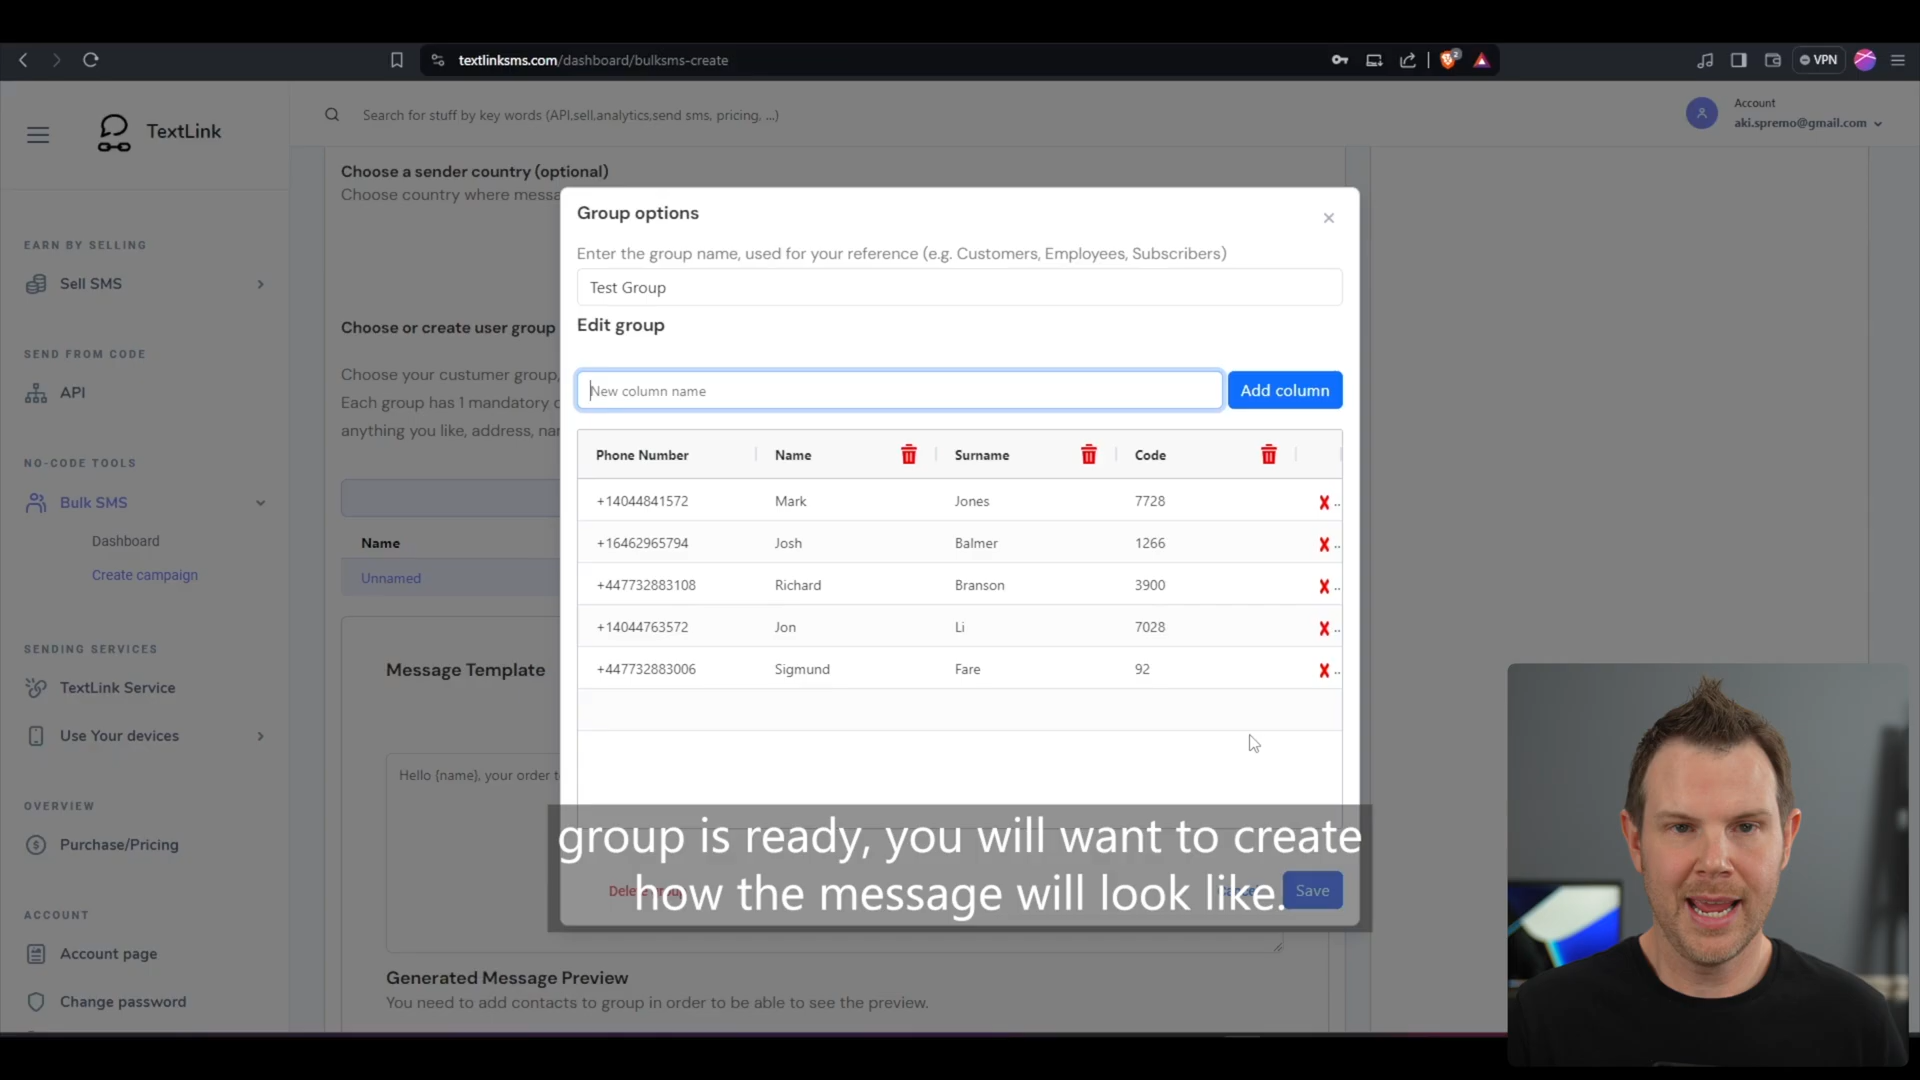 textlinksms.com/dashboard/bulksms-create
2
VPN
TextLink
Search for stuff by key words (API,sell,analytics,send sms, pricing, ...)
Account
aki.spremo@gmail.com
EARN BY SELLING
Sell SMS
SEND FROM CODE
API
NO-CODE TOOLS
Bulk SMS
Dashboard
Create campaign
SENDING SERVICES
TextLink Service
Use Your devices
OVERVIEW
Purchase/Pricing
ACCOUNT
Account page
Change password
Choose a sender country (optional)
Choose country where messa
Choose or create user group
Choose your custumer group,
Each group has 1 mandatory
anything you like, address, nar
Name
Unnamed
Message Template
Hello {name}, your order t
Generated Message Preview
You need to add contacts to group in order to be able to see the preview.
Group options
Enter the group name, used for your reference (e.g. Customers, Employees, Subscribers)
Test Group
Edit group
New column name
Add column
Phone Number Name Surname Code
+14044841572 Mark Jones 7728 X ..
+16462965794 Josh Balmer 1266 X ..
+447732883108 Richard Branson 3900 X ..
+14044763572 Jon Li 7028 X ..
+447732883006 Sigmund Fare 92 X ..
group is ready, you will want to create
how the message will look like.
Save